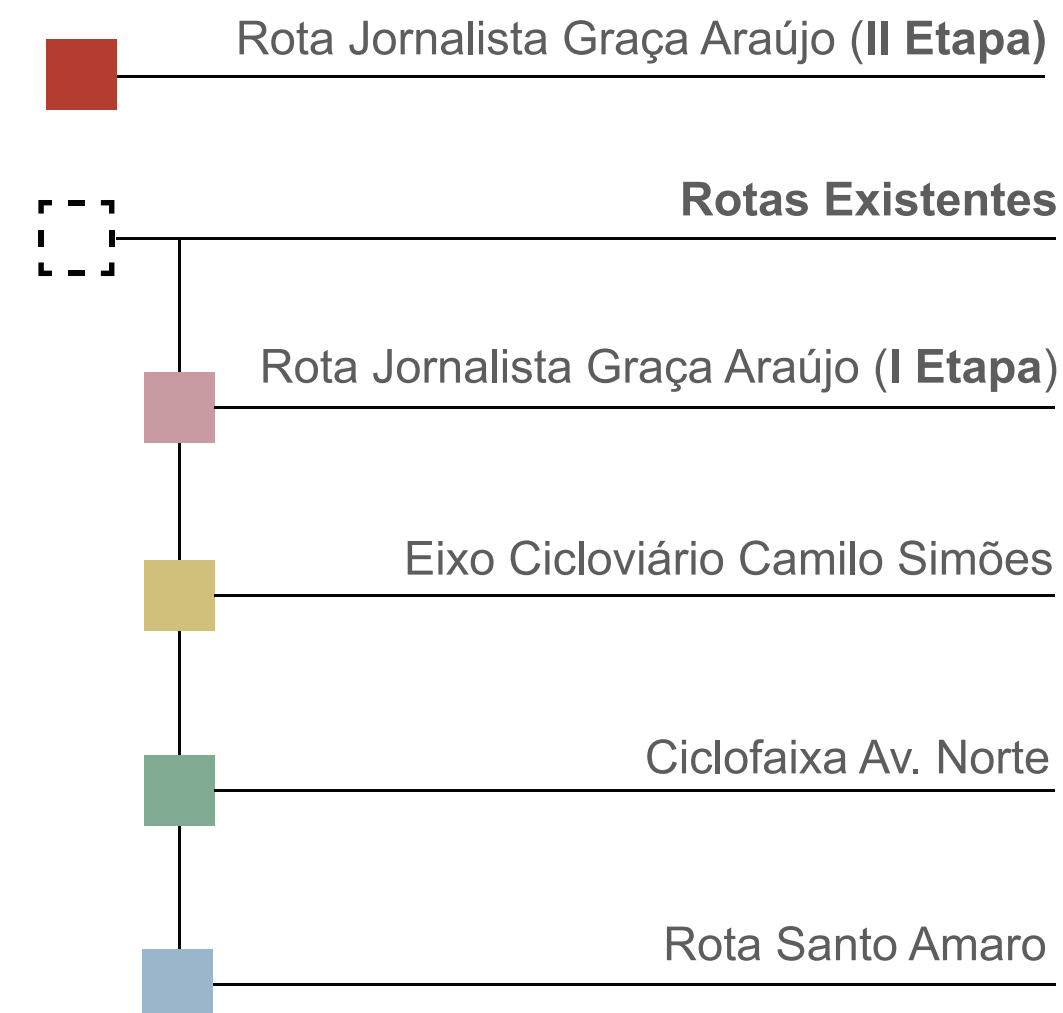 Rota Jornalista Graça Araújo (II Etapa)
Rotas Existentes
Rota Jornalista Graça Araújo (I Etapa)
Eixo Cicloviário Camilo Simões
Ciclofaixa Av. Norte
Rota Santo Amaro